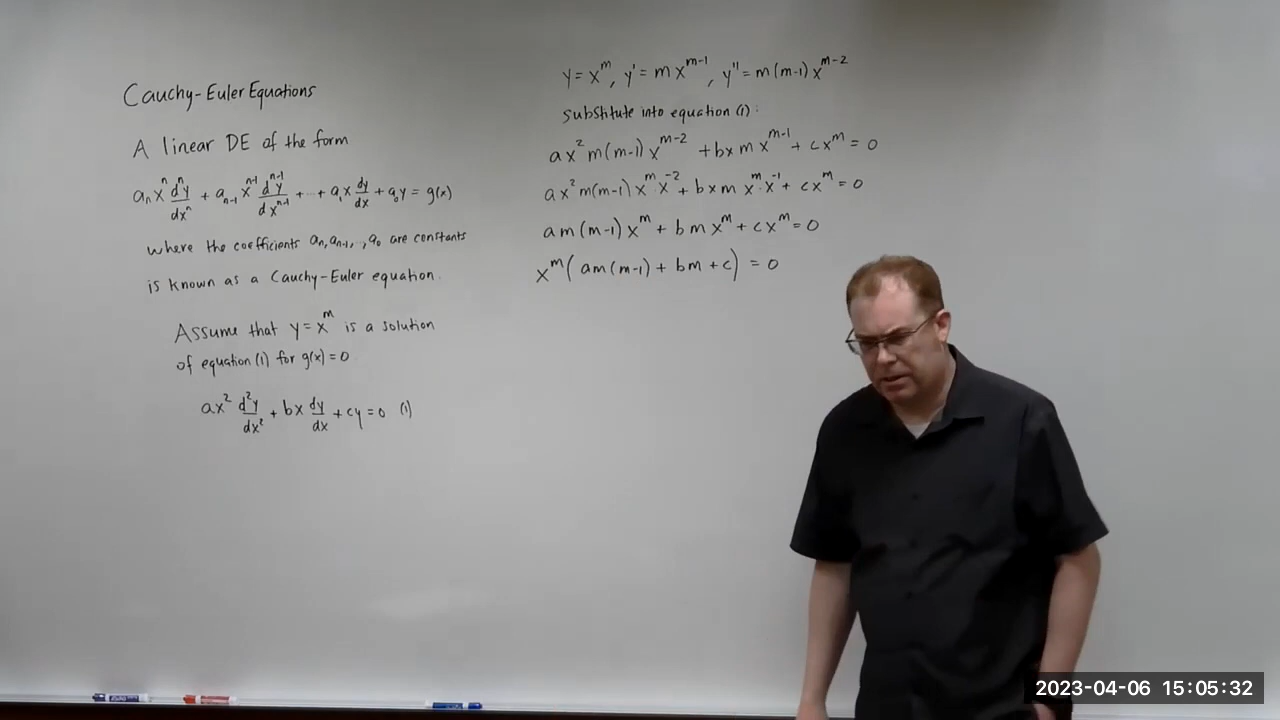 Cauchy-Euler Equations
A linear DE of the form
aₙxⁿ dⁿy/dxⁿ + aₙ₋₁xⁿ⁻¹ dⁿ⁻¹y/dxⁿ⁻¹ + ... + a₁x dy/dx + a₀y = g(x)
where the coefficients aₙ, aₙ₋₁, ..., a₀ are constants
is known as a Cauchy-Euler equation.
Assume that y = xᵐ is a solution
of equation (1) for g(x) = 0.
ax² d²y/dx² + bx dy/dx + cy = 0 (1)
y = xᵐ, y' = mxᵐ⁻¹, y'' = m(m-1)xᵐ⁻²
substitute into equation (1):
ax²m(m-1)xᵐ⁻² + bxmxᵐ⁻¹ + cxᵐ = 0
ax²m(m-1)xᵐ·x⁻² + bxmxᵐ·x⁻¹ + cxᵐ = 0
am(m-1)xᵐ + bmxᵐ + cxᵐ = 0
xᵐ(am(m-1) + bm + c) = 0
2023-04-06 15:05:32